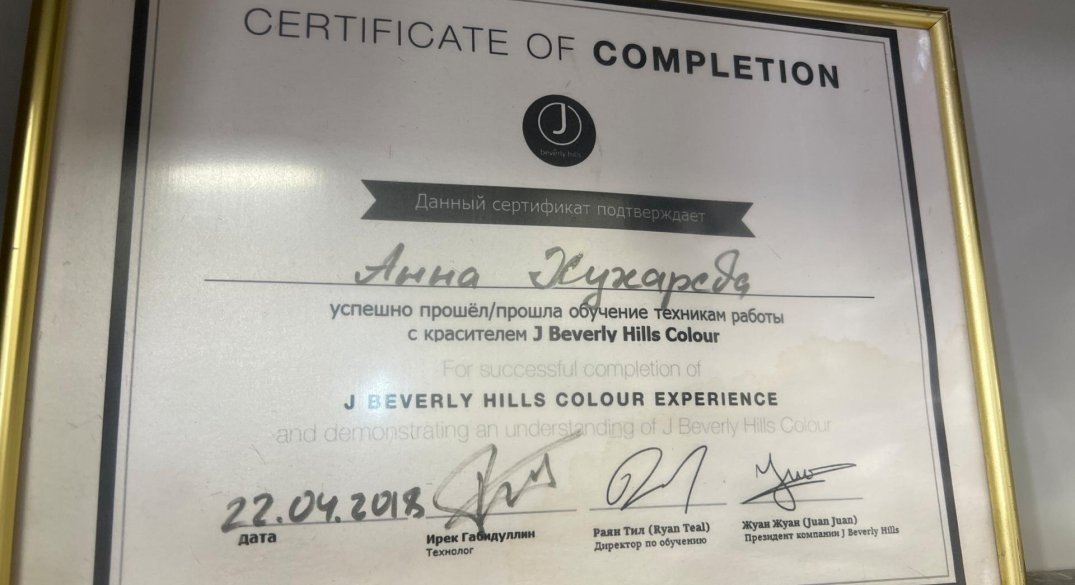 CERTIFICATE OF COMPLETION
J
beverly hills
Данный сертификат подтверждает
Анна Кухарева
успешно прошёл/прошла обучение техникам работы
с красителем J Beverly Hills Colour
For successful completion of
J BEVERLY HILLS COLOUR EXPERIENCE
and demonstrating an understanding of J Beverly Hills Colour
22.04.2018
дата
Ирек Габидуллин
Технолог
Раян Тил (Ryan Teal)
Директор по обучению
Жуан Жуан (Juan Juan)
Президент компании J Beverly Hills